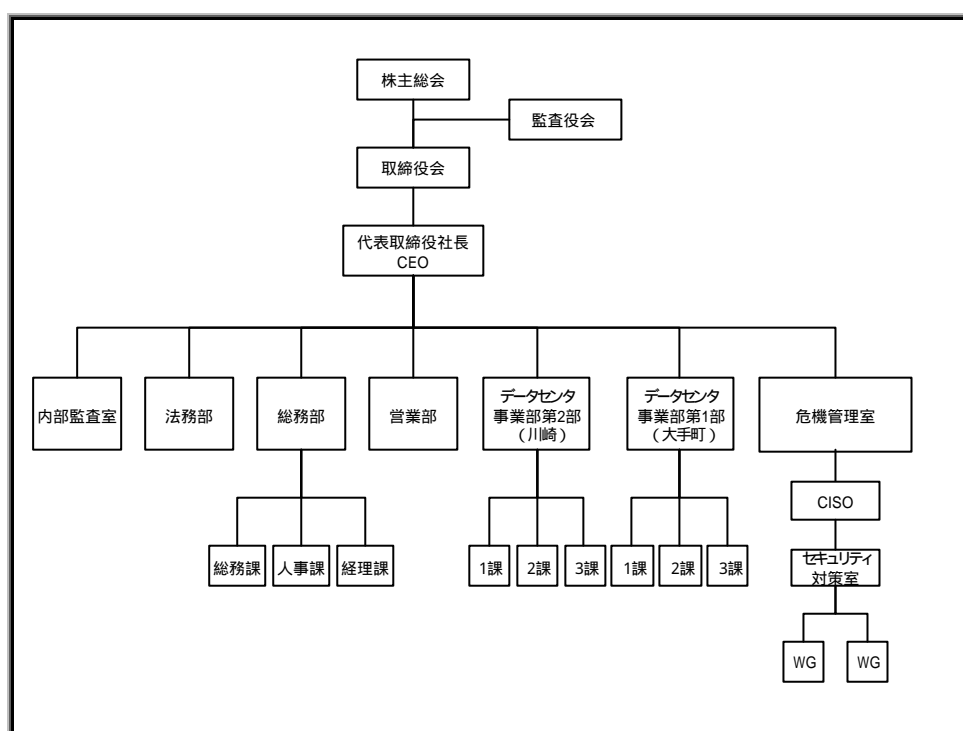 株主総会
監査役会
取締役会
代表取締役社長
CEO
内部監査室
法務部
総務部
営業部
データセンタ
事業部第2部
(川崎)
データセンタ
事業部第1部
(大手町)
危機管理室
CISO
総務課
人事課
経理課
1課
2課
3課
1課
2課
3課
セキュリティ
対策室
WG
WG